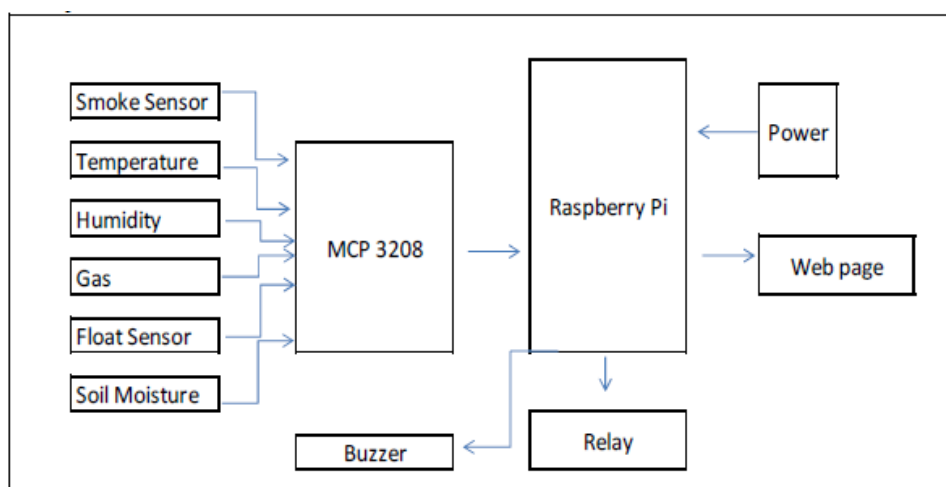 Smoke Sensor
Temperature
Humidity
Gas
Float Sensor
Soil Moisture
MCP 3208
Buzzer
Raspberry Pi
Relay
Power
Web page